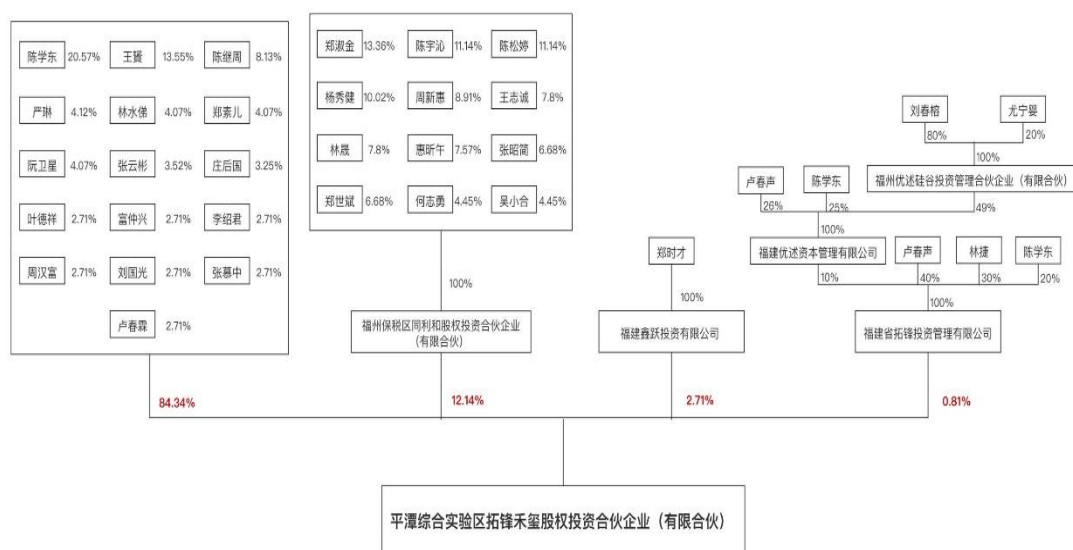 陈学东 20.57% 王赟 13.55% 陈继周 8.13%
严琳 4.12% 林水俤 4.07% 郑素儿 4.07%
阮卫星 4.07% 张云彬 3.52% 庄后国 3.25%
叶德祥 2.71% 富仲兴 2.71% 李绍君 2.71%
周汉富 2.71% 刘国光 2.71% 张慕中 2.71%
卢春霖 2.71%
郑淑金 13.36% 陈宇沁 11.14% 陈松婷 11.14%
杨秀健 10.02% 周新惠 8.91% 王志诚 7.8%
林晟 7.8% 惠昕午 7.57% 张昭简 6.68%
郑世斌 6.68% 何志勇 4.45% 吴小合 4.45%
100%
福州保税区同利和股权投资合伙企业
（有限合伙）
郑时才
100%
福建鑫跃投资有限公司
刘春榕 尤宁婴
80% 20%
100%
福州优述硅谷投资管理合伙企业（有限合伙）
卢春声 陈学东
26% 25% 49%
100%
福建优述资本管理有限公司 卢春声 林捷 陈学东
10% 40% 30% 20%
100%
福建省拓锋投资管理有限公司
84.34% 12.14% 2.71% 0.81%
平潭综合实验区拓锋禾玺股权投资合伙企业（有限合伙）